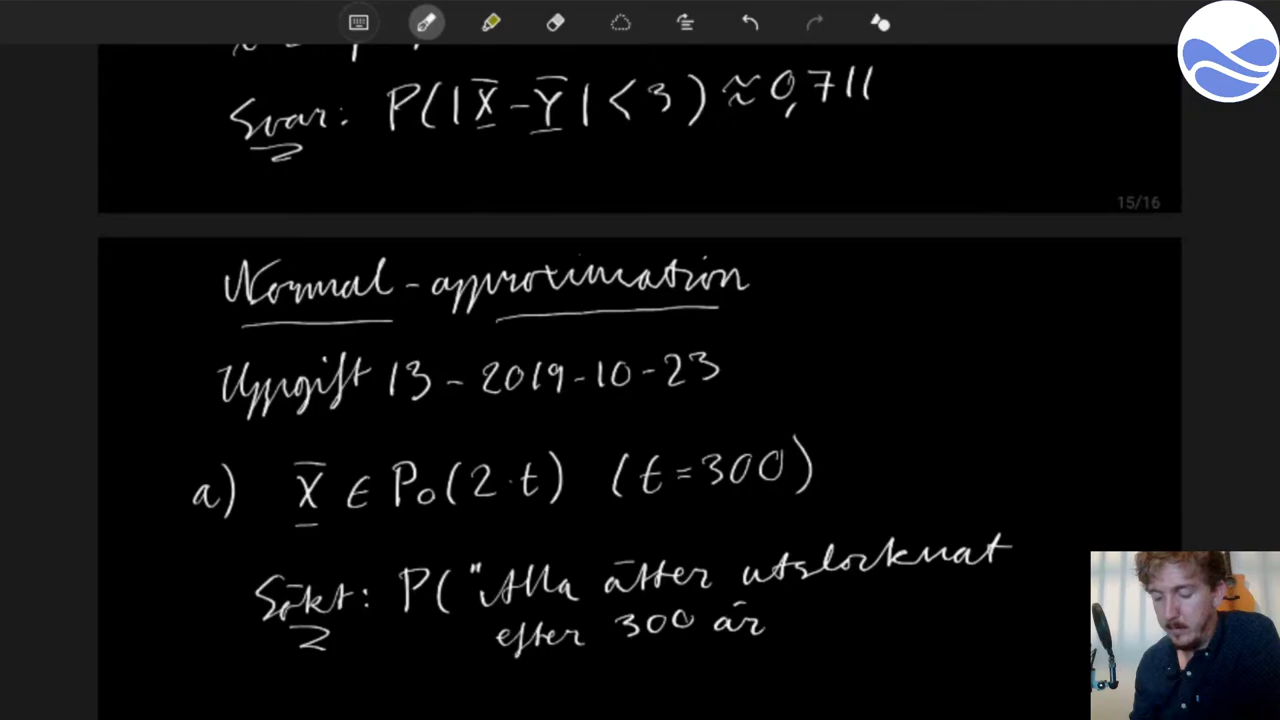 Svar: P(|X̄-Ȳ|<3) ≈ 0,711
15/16
Normal-approximation
Uppgift 13 - 2019-10-23
a) X ∈ Po(2·t) (t=300)
Sökt: P("Alla ätter utslocknat
efter 300 år